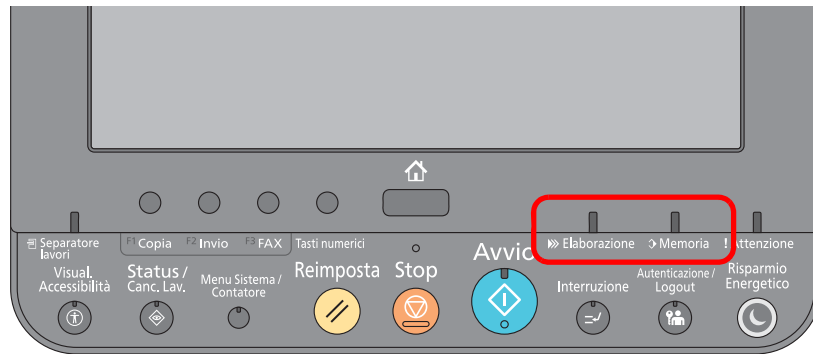 Separatore
lavori
F1 Copia F2 Invio F3 FAX
Tasti numerici
Avvio
Elaborazione
Memoria
! Attenzione
Visual.
Accessibilità
Status /
Canc. Lav.
Menu Sistema /
Contatore
Reimposta
Stop
Interruzione
Autenticazione /
Logout
Risparmio
Energetico